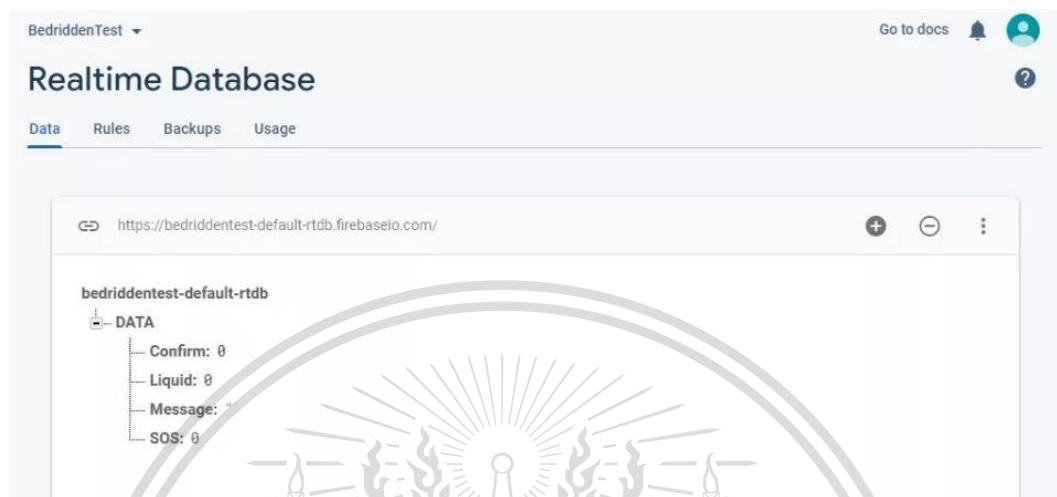 BedriddenTest
Go to docs
Realtime Database
Data Rules Backups Usage
https://bedriddentest-default-rtdb.firebaseio.com/
bedriddentest-default-rtdb
DATA
Confirm: 0
Liquid: 0
Message: "
SOS: 0